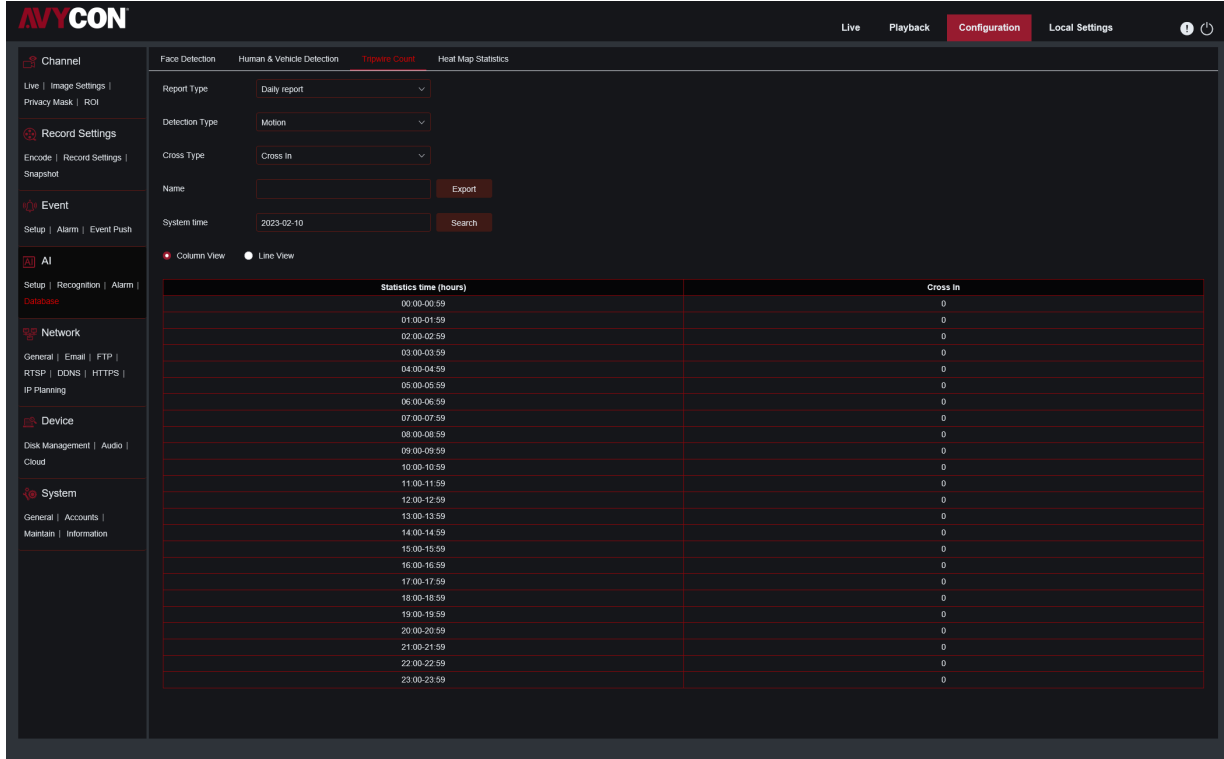 AVYCON
Live Playback Configuration Local Settings
Channel
Live | Image Settings |
Privacy Mask | ROI
Record Settings
Encode | Record Settings |
Snapshot
Event
Setup | Alarm | Event Push
AI
AI
Setup | Recognition | Alarm |
Database
Network
General | Email | FTP |
RTSP | DDNS | HTTPS |
IP Planning
Device
Disk Management | Audio |
Cloud
System
General | Accounts |
Maintain | Information
Face Detection Human & Vehicle Detection Tripwire Count Heat Map Statistics
Report Type Daily report
Detection Type Motion
Cross Type Cross In
Name Export
System time 2023-02-10 Search
Column View Line View
Statistics time (hours) Cross In
00:00-00:59 0
01:00-01:59 0
02:00-02:59 0
03:00-03:59 0
04:00-04:59 0
05:00-05:59 0
06:00-06:59 0
07:00-07:59 0
08:00-08:59 0
09:00-09:59 0
10:00-10:59 0
11:00-11:59 0
12:00-12:59 0
13:00-13:59 0
14:00-14:59 0
15:00-15:59 0
16:00-16:59 0
17:00-17:59 0
18:00-18:59 0
19:00-19:59 0
20:00-20:59 0
21:00-21:59 0
22:00-22:59 0
23:00-23:59 0